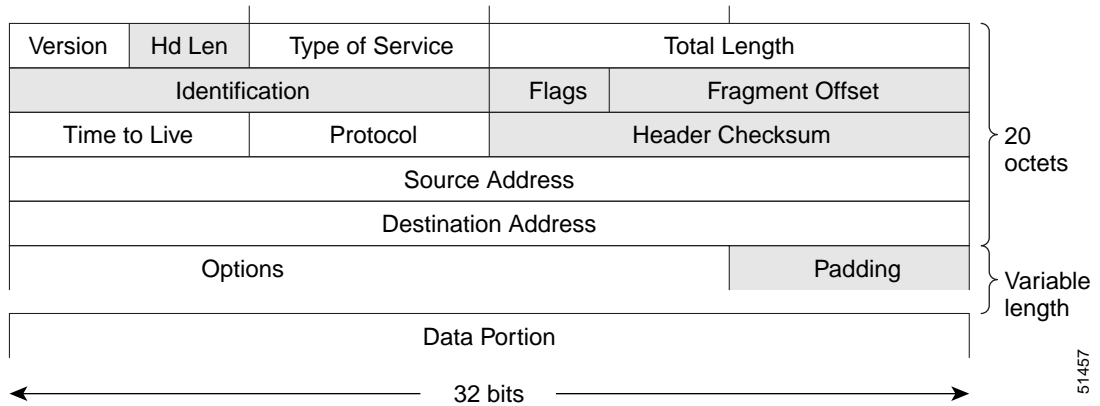 Version Hd Len Type of Service Total Length
Identification Flags Fragment Offset
Time to Live Protocol Header Checksum
20
octets
Source Address
Destination Address
Options Padding
Variable
length
Data Portion
32 bits
51457